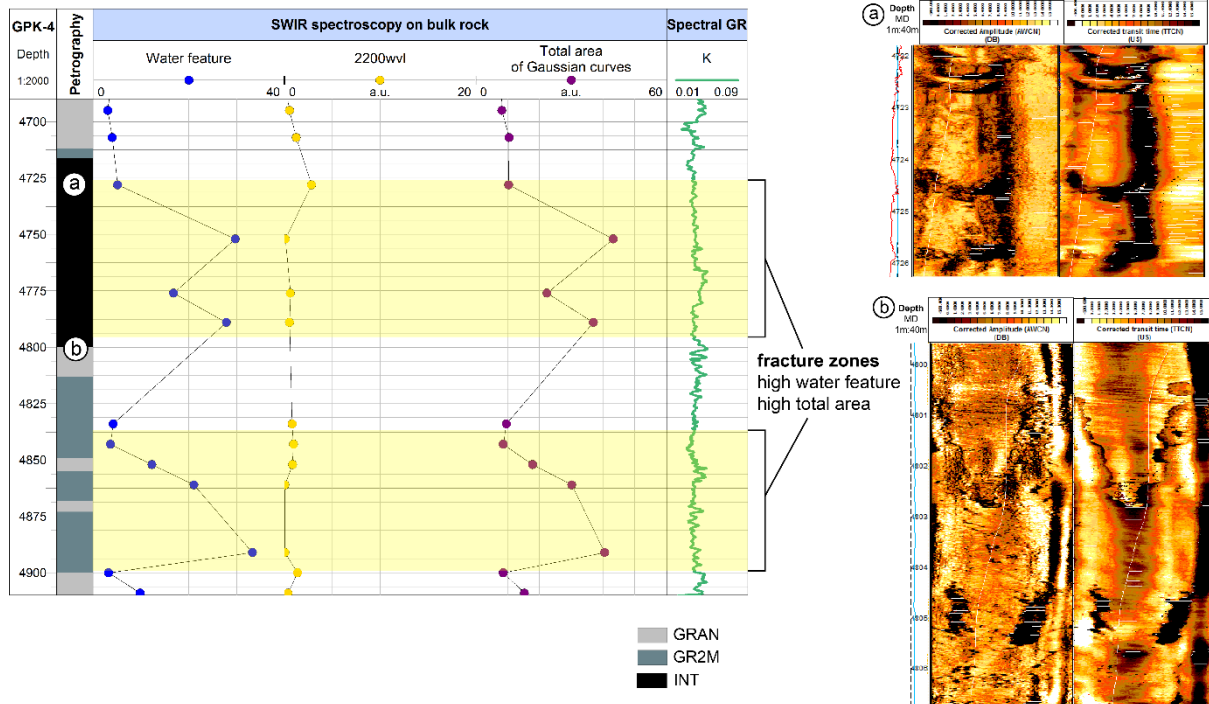 GPK-4
SWIR spectroscopy on bulk rock
Spectral GR
Depth
Petrography
Water feature
2200wvl
Total area
of Gaussian curves
K
1:2000
0
40
a.u.
20
0
a.u.
60
0.01
0.09
4700
4725
4750
4775
4800
4825
4850
4875
4900
a
b
fracture zones
high water feature
high total area
GRAN
GR2M
INT
a
Depth
MD
1m:40m
Corrected Amplitude (AWCN)
(DB)
Corrected transit time (TTCN)
(US)
4723
4724
4725
4726
b
Depth
MD
1m:40m
Corrected Amplitude (AWCN)
(DB)
Corrected transit time (TTCN)
(US)
4800
4801
4802
4803
4804
4805
4806